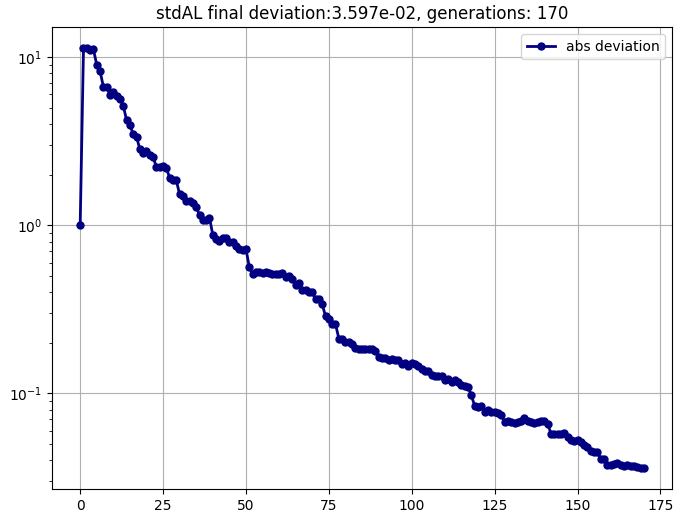 stdAL final deviation:3.597e-02, generations: 170
abs deviation
10¹
10⁰
10⁻¹
0 25 50 75 100 125 150 175